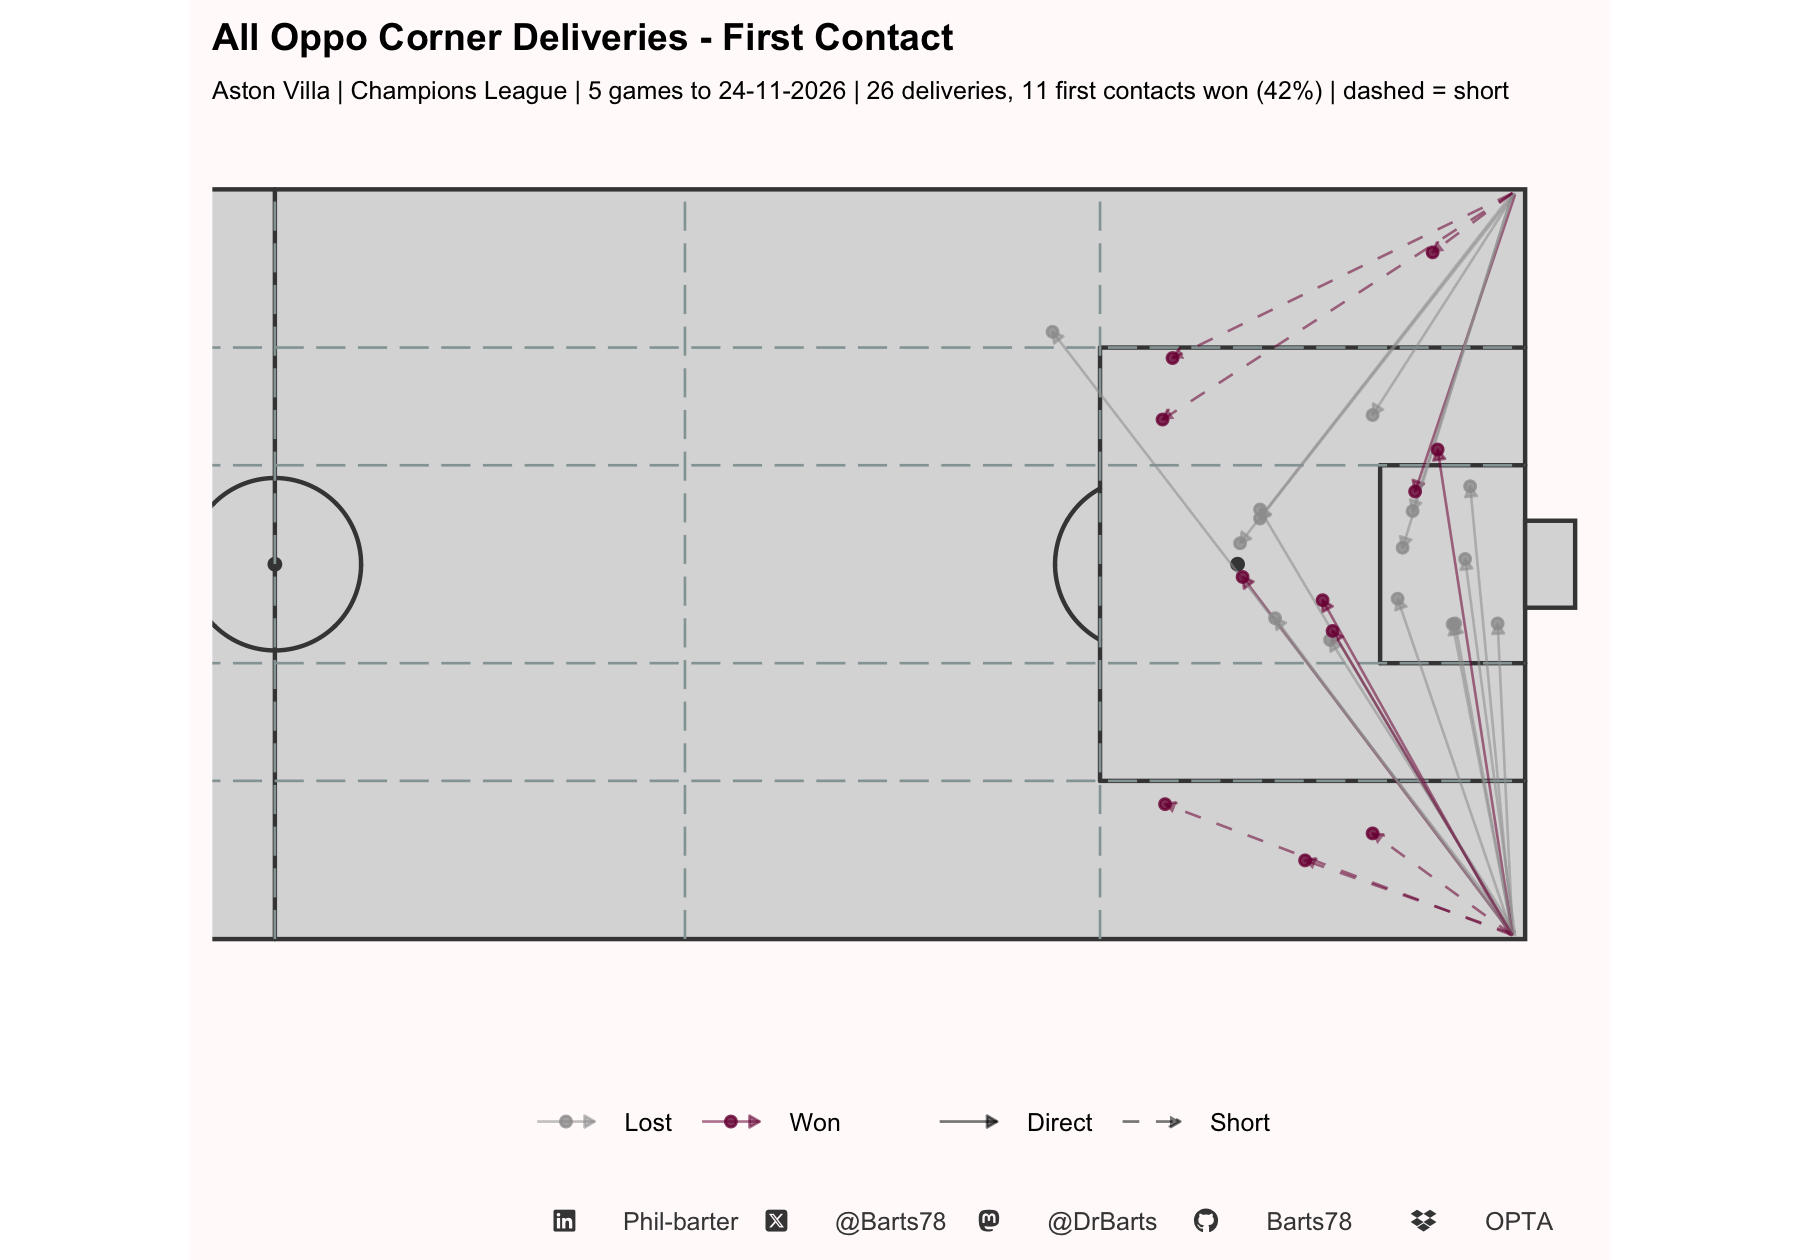 All Oppo Corner Deliveries - First Contact
Aston Villa | Champions League | 5 games to 24-11-2026 | 26 deliveries, 11 first contacts won (42%) | dashed = short
Lost Won Direct Short
Phil-barter @Barts78 @DrBarts Barts78 OPTA